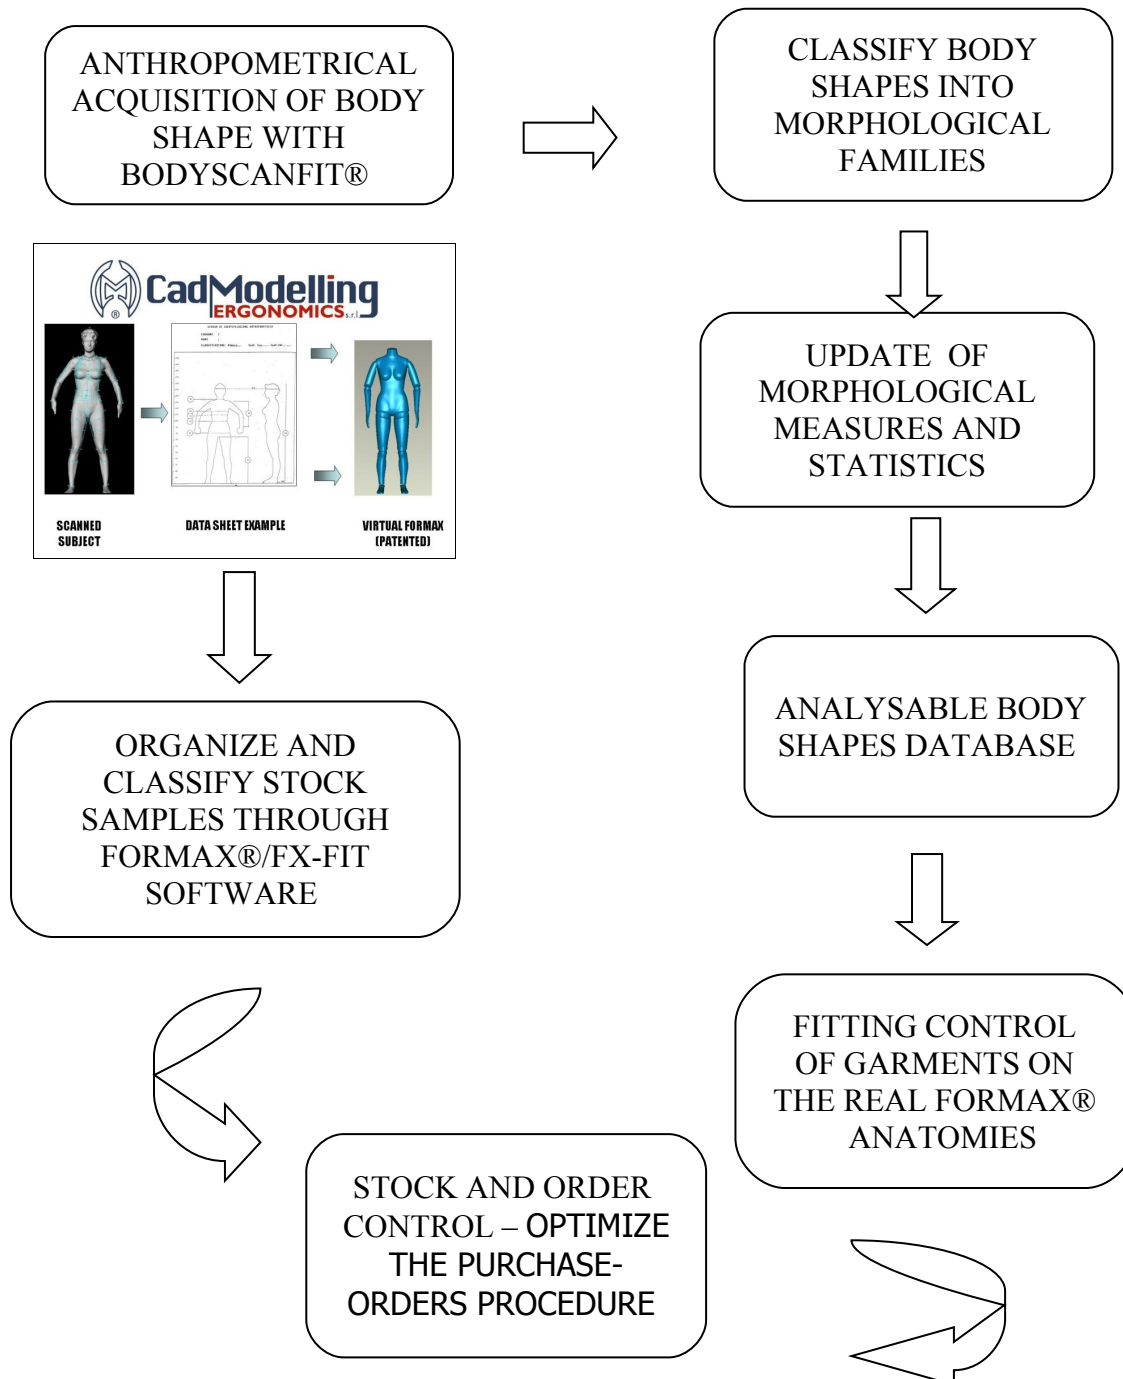 ANTHROPOMETRICAL
ACQUISITION OF BODY
SHAPE WITH
BODYSCANFIT®
CLASSIFY BODY
SHAPES INTO
MORPHOLOGICAL
FAMILIES
CadModelling
ERGONOMICS s.r.l.
®
SCANNED
SUBJECT
DATA SHEET EXAMPLE
VIRTUAL FORMAX
(PATENTED)
UPDATE OF
MORPHOLOGICAL
MEASURES AND
STATISTICS
ANALYSABLE BODY
SHAPES DATABASE
ORGANIZE AND
CLASSIFY STOCK
SAMPLES THROUGH
FORMAX®/FX-FIT
SOFTWARE
FITTING CONTROL
OF GARMENTS ON
THE REAL FORMAX®
ANATOMIES
STOCK AND ORDER
CONTROL – OPTIMIZE
THE PURCHASE-
ORDERS PROCEDURE